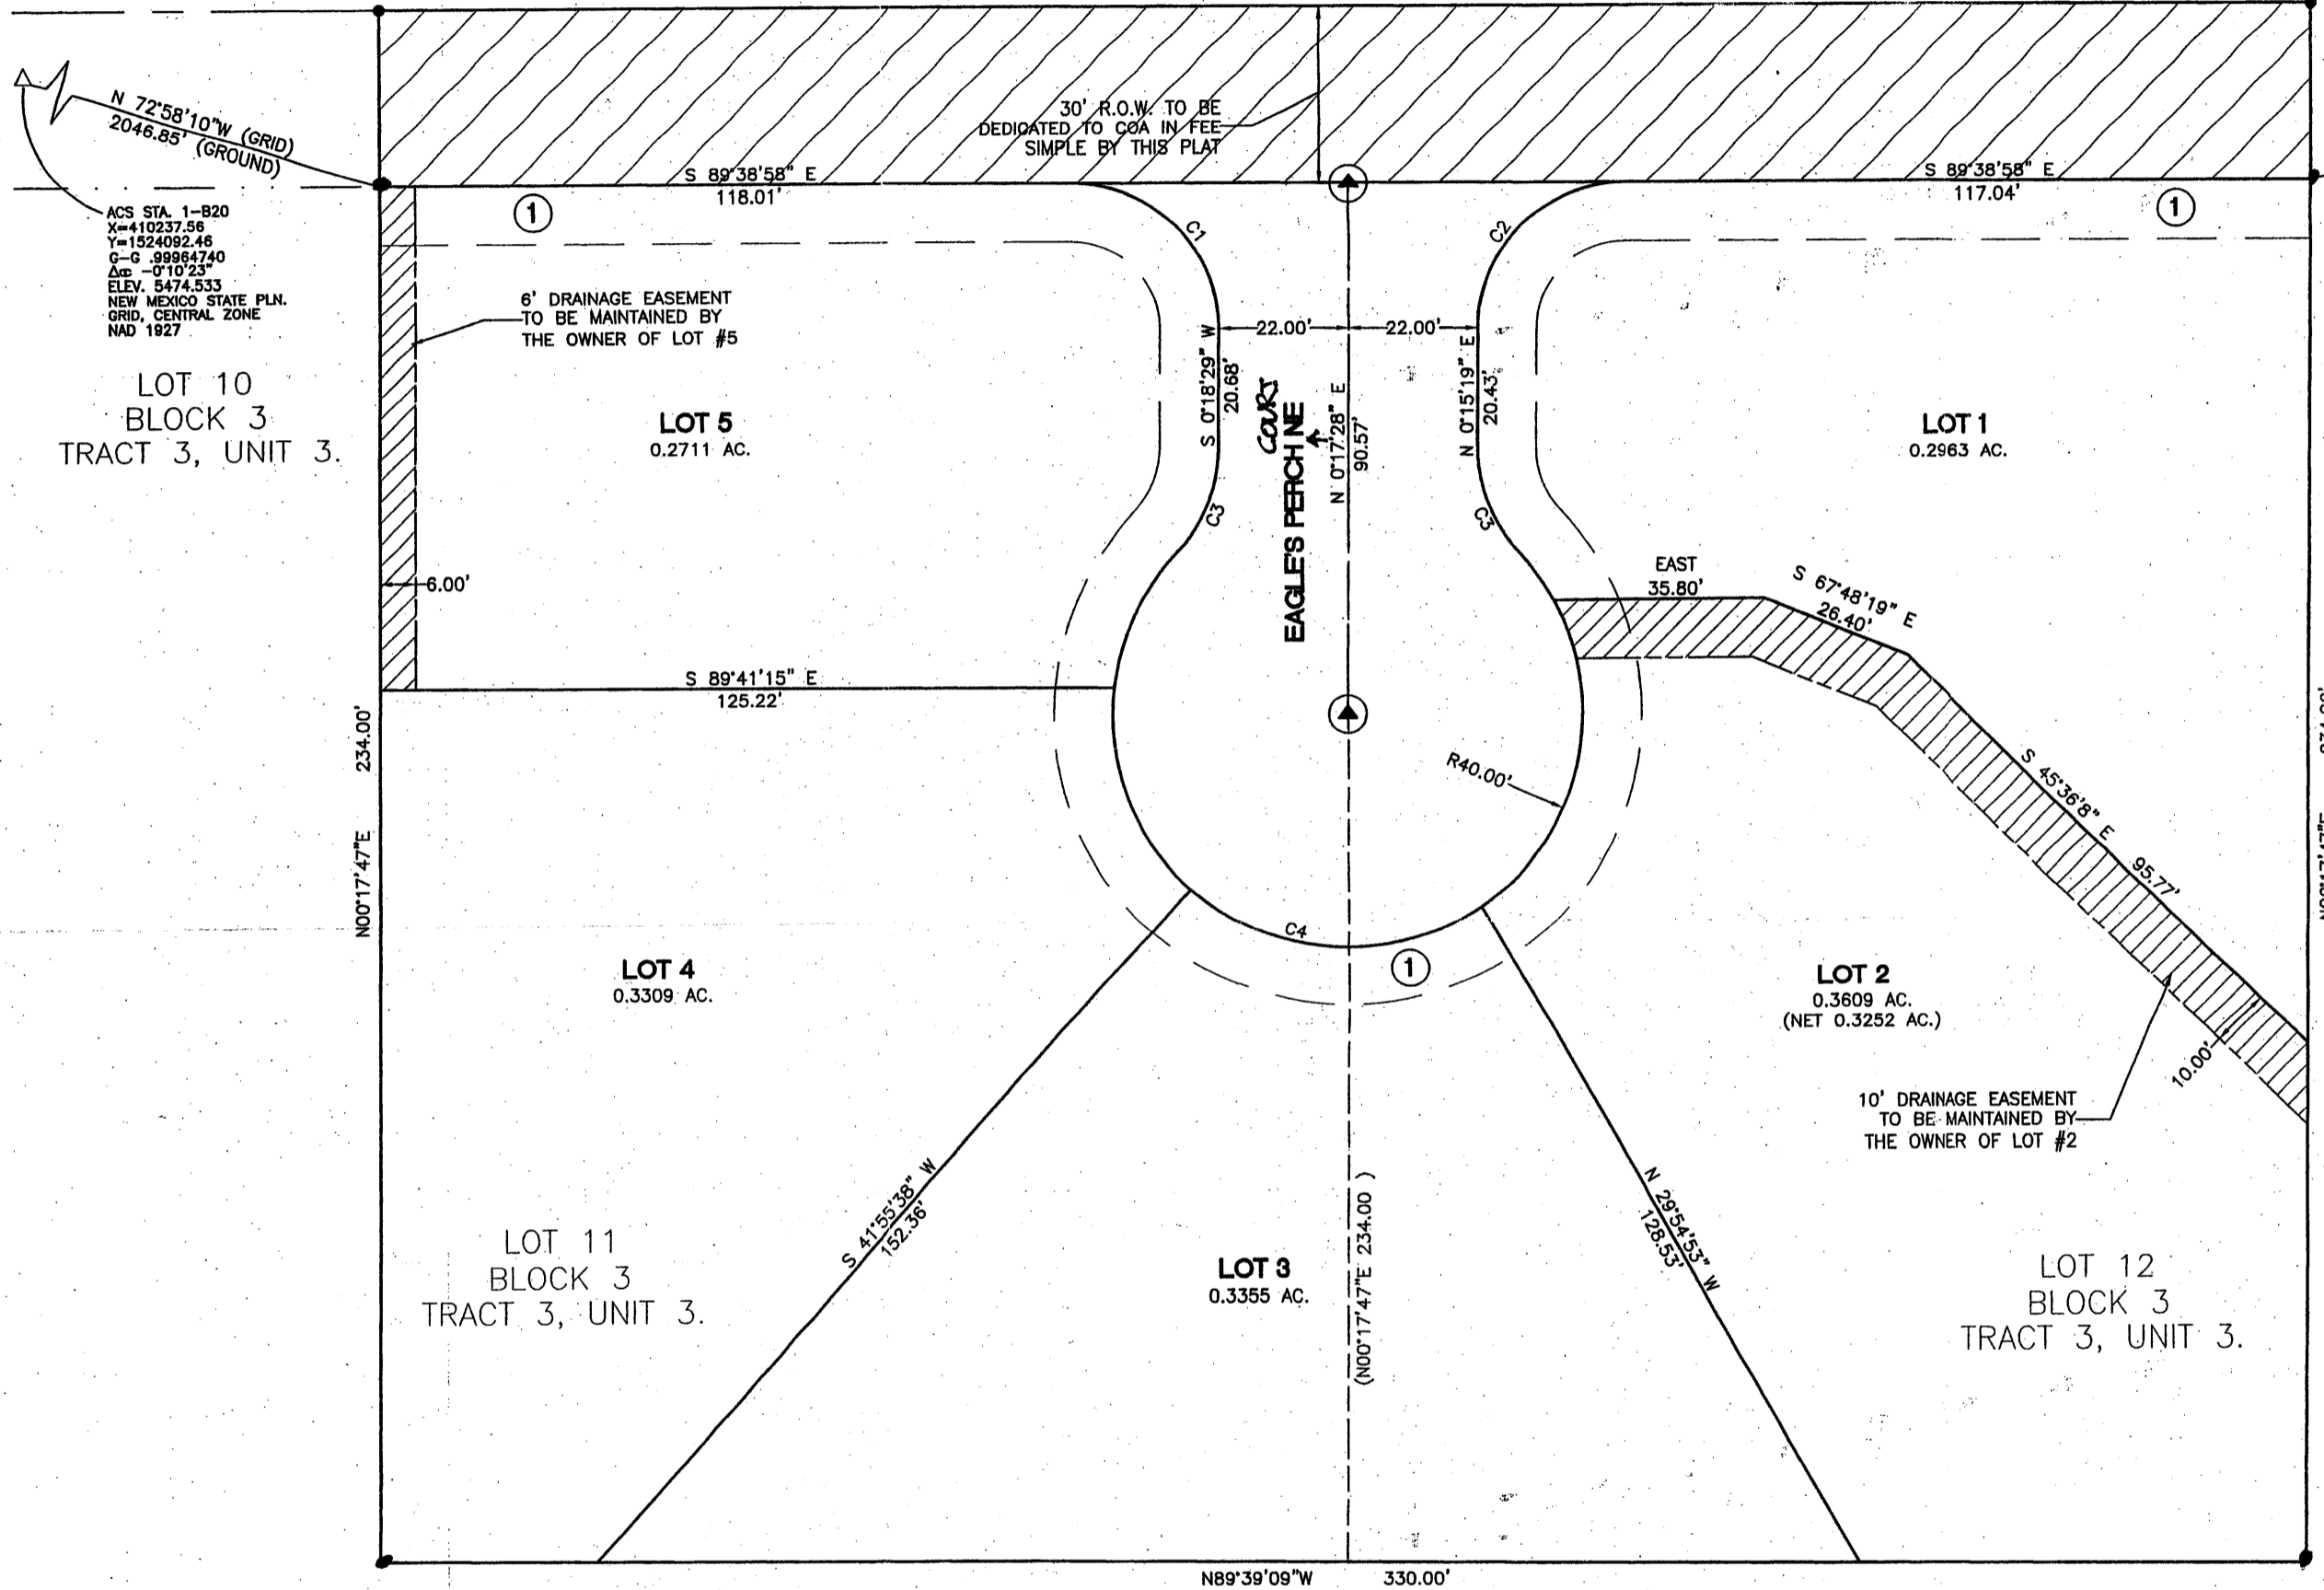 30' R.O.W. TO BE
DEDICATED TO COA IN FEE
SIMPLE BY THIS PLAT
N 72°58'10"W (GRID)
2046.85' (GROUND)
S 89°38'58" E
118.01'
S 89°38'58" E
117.04'
1
1
ACS STA. 1-B20
X=410237.56
Y=1524092.46
G-G .99964740
Δα -0°10'23"
ELEV. 5474.533
NEW MEXICO STATE PLN.
GRID, CENTRAL ZONE
NAD 1927
C1
C2
6' DRAINAGE EASEMENT
TO BE MAINTAINED BY
THE OWNER OF LOT #5
22.00'
22.00'
S 0°18'29" W
20.68'
N 0°15'19" E
20.43'
LOT 10
BLOCK 3
TRACT 3, UNIT 3.
LOT 5
0.2711 AC.
COURT
EAGLE'S PERCH NE
N 0°17'28" E
90.57'
LOT 1
0.2963 AC.
C3
C3
6.00'
EAST
35.80'
S 67°48'19" E
26.40'
S 89°41'15" E
125.22'
R40.00'
S 45°36'8" E
95.77'
N00°17'47"E 234.00'
C4
1
LOT 4
0.3309 AC.
LOT 2
0.3609 AC.
(NET 0.3252 AC.)
10.00'
10' DRAINAGE EASEMENT
TO BE MAINTAINED BY
THE OWNER OF LOT #2
S 41°55'38" W
152.36'
N 29°54'53" W
128.53'
(N00°17'47"E 234.00 )
LOT 11
BLOCK 3
TRACT 3, UNIT 3.
LOT 3
0.3355 AC.
LOT 12
BLOCK 3
TRACT 3, UNIT 3.
N89°39'09"W 330.00'